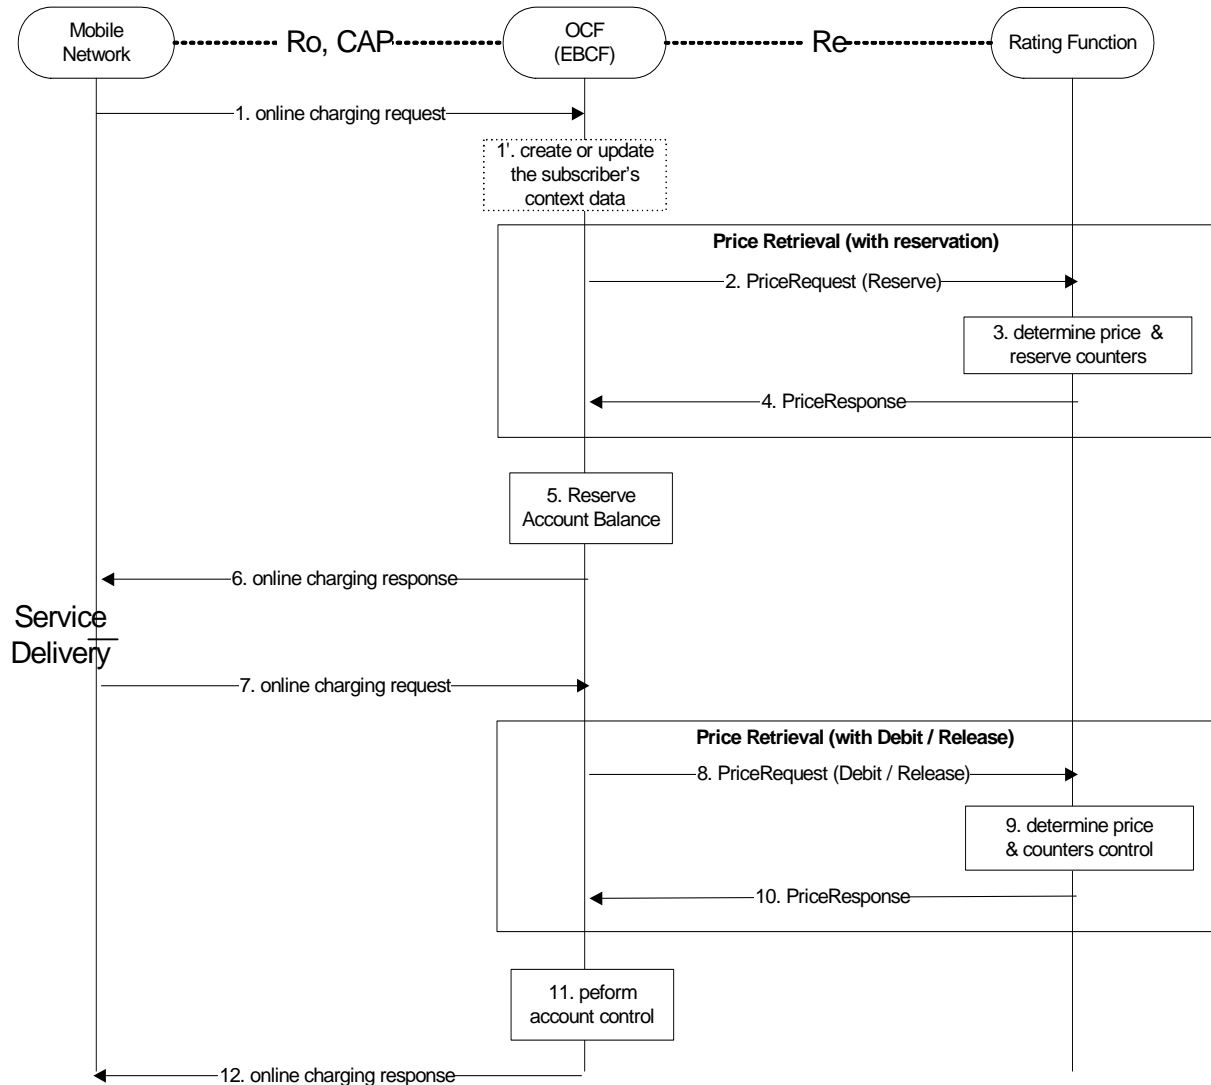 Mobile
Network
Ro, CAP
OCF
(EBCF)
Re
Rating Function
1. online charging request
1'. create or update
the subscriber's
context data
Price Retrieval (with reservation)
2. PriceRequest (Reserve)
3. determine price &
reserve counters
4. PriceResponse
5. Reserve
Account Balance
6. online charging response
Service
Delivery
7. online charging request
Price Retrieval (with Debit / Release)
8. PriceRequest (Debit / Release)
9. determine price
& counters control
10. PriceResponse
11. peform
account control
12. online charging response